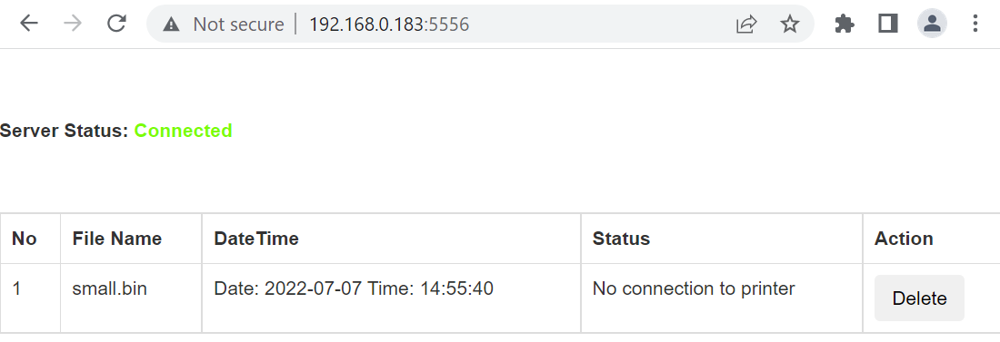 Not secure | 192.168.0.183:5556
Server Status: Connected
No File Name DateTime Status Action
1 small.bin Date: 2022-07-07 Time: 14:55:40 No connection to printer Delete